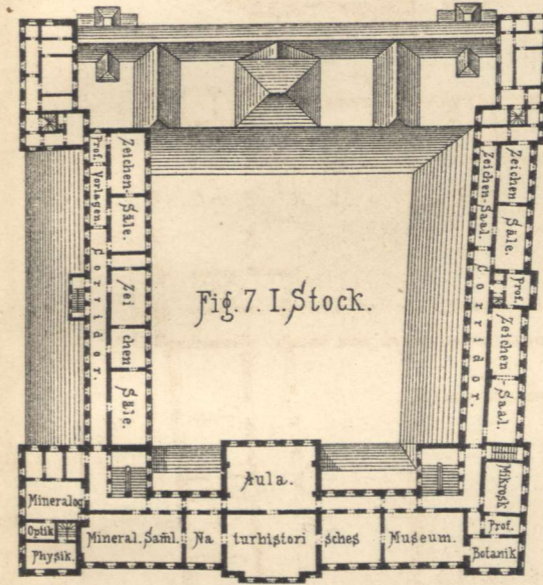 Prof. Vorlagen.
Zeichen-
Säle.
Corridor.
Zei
chen
Säle.
Fig. 7. I. Stock.
Zeichen-Saal.
Corridor.
Zeichen
Säle.
Prof.
Zeichen
-Saal.
Mineralog
Optik
Physik.
Mineral. Saml.
Aula.
Na
turhistori
sches
Museum.
Mikrosk
Prof.
Botanik